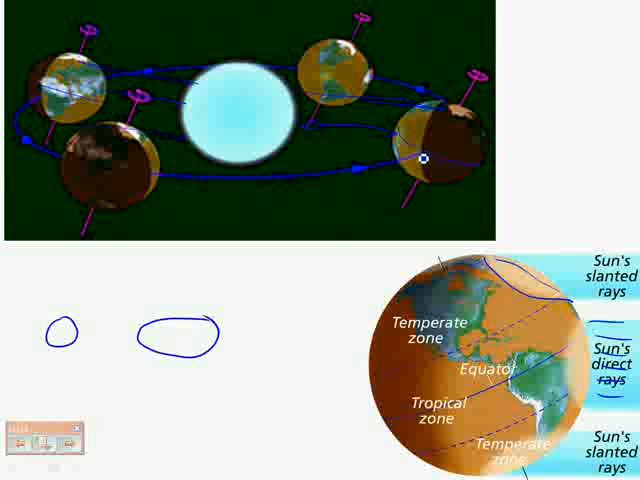 Sun's
slanted
rays
Temperate
zone
Sun's
direct
rays
Equator
Tropical
zone
Temperate
zone
Sun's
slanted
rays